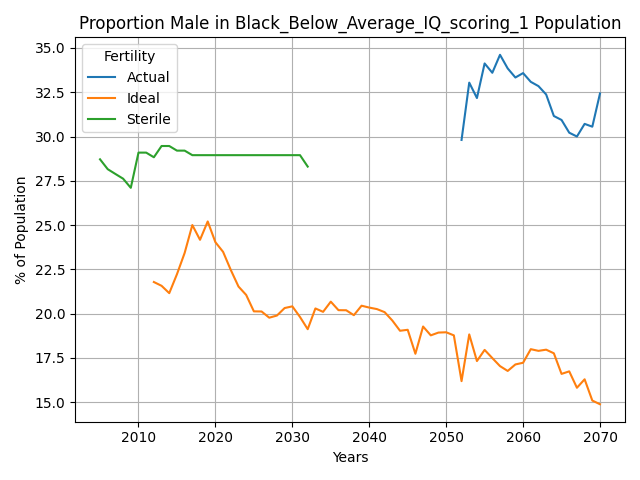 Proportion Male in Black_Below_Average_IQ_scoring_1 Population
35.0
32.5
30.0
27.5
25.0
22.5
20.0
17.5
15.0
% of Population
Fertility
Actual
Ideal
Sterile
2010 2020 2030 2040 2050 2060 2070
Years